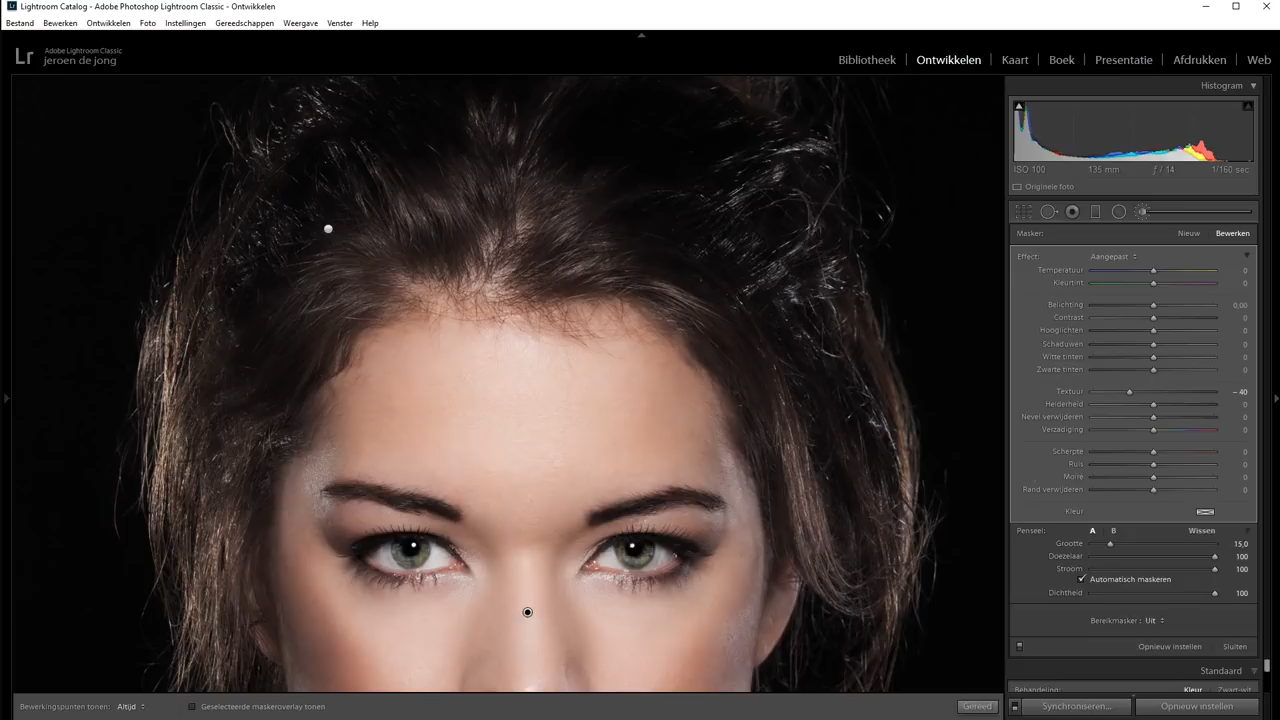 Lightroom Catalog - Adobe Photoshop Lightroom Classic - Ontwikkelen
Bestand Bewerken Ontwikkelen Foto Instellingen Gereedschappen Weergave Venster Help
Lr
Adobe Lightroom Classic
jeroen de jong
Bibliotheek | Ontwikkelen | Kaart | Boek | Presentatie | Afdrukken | Web
Histogram
ISO 100 135 mm ƒ / 14 1/160 sec
Originele foto
Masker: Nieuw Bewerken
Effect: Aangepast
Temperatuur 0
Kleurtint 0
Belichting 0,00
Contrast 0
Hooglichten 0
Schaduwen 0
Witte tinten 0
Zwarte tinten 0
Textuur – 40
Helderheid 0
Nevel verwijderen 0
Verzadiging 0
Scherpte 0
Ruis 0
Moiré 0
Rand verwijderen 0
Kleur
Penseel: A B Wissen
Grootte 15,0
Doezelaar 100
Stroom 100
Automatisch maskeren
Dichtheid 100
Bereikmasker : Uit
Opnieuw instellen Sluiten
Standaard
Behandeling: Kleur Zwart-wit
Bewerkingspunten tonen: Altijd Geselecteerde maskeroverlay tonen Gereed
Synchroniseren... Opnieuw instellen